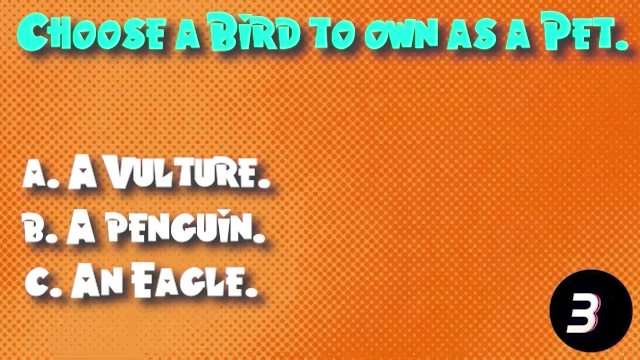 Choose a Bird to own as a Pet.
A. A Vulture.
B. A penguin.
C. An Eagle.
3